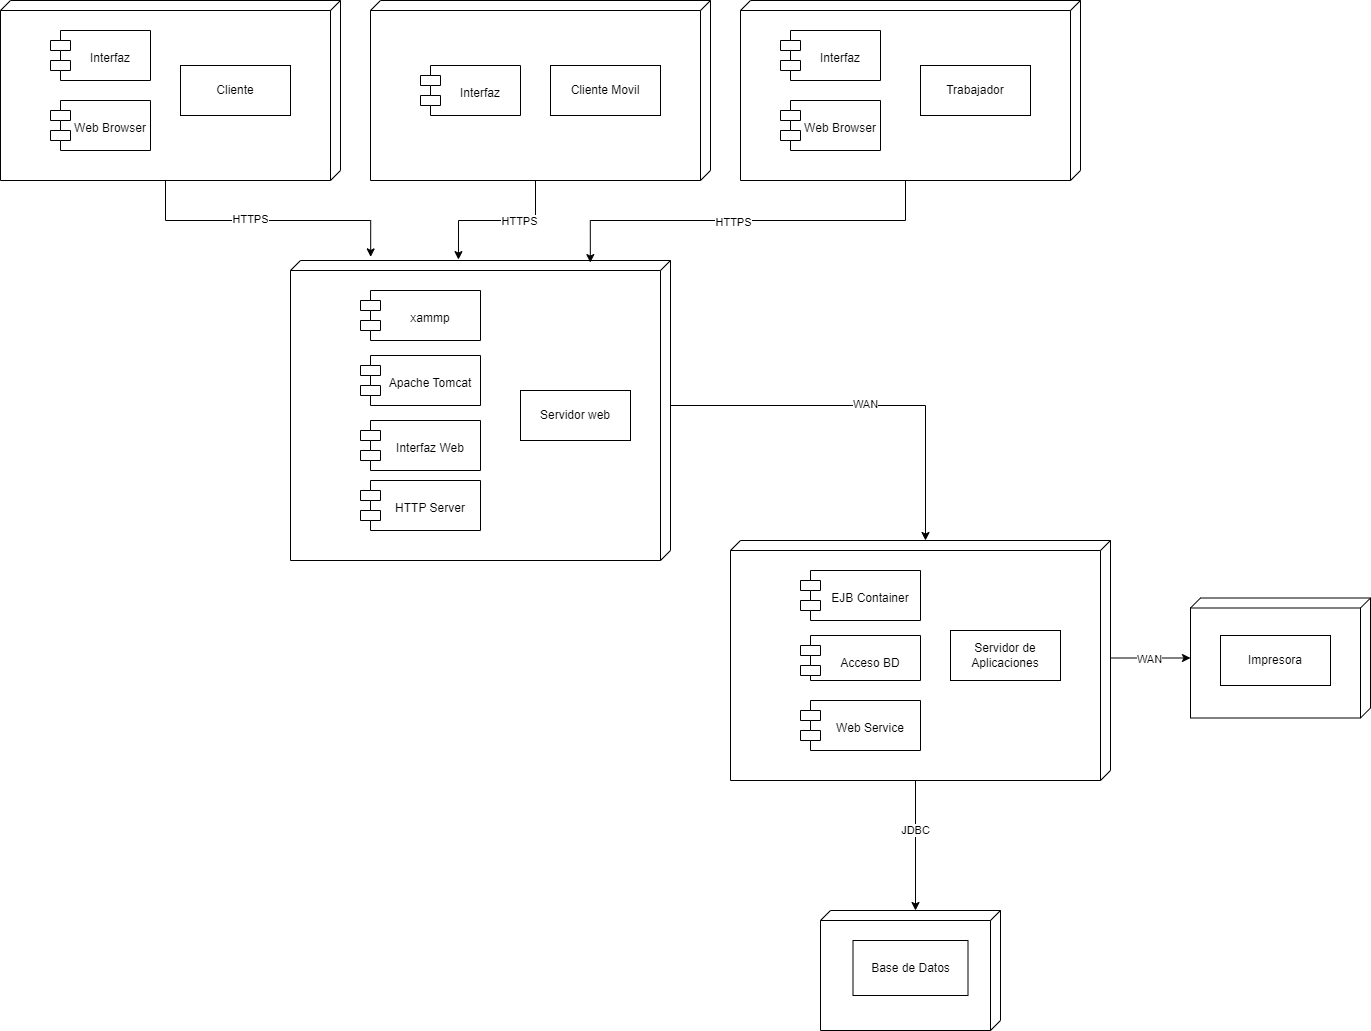 Interfaz
Cliente
Web Browser
Interfaz
Cliente Movil
Interfaz
Trabajador
Web Browser
HTTPS
HTTPS
HTTPS
xammp
Apache Tomcat
Interfaz Web
HTTP Server
Servidor web
WAN
EJB Container
Acceso BD
Web Service
Servidor de
Aplicaciones
WAN
Impresora
JDBC
Base de Datos